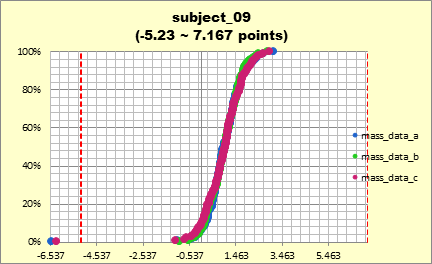 subject_09
(-5.23 ~ 7.167 points)
100%
80%
60%
40%
20%
0%
-6.537 -4.537 -2.537 -0.537 1.463 3.463 5.463
mass_data_a
mass_data_b
mass_data_c